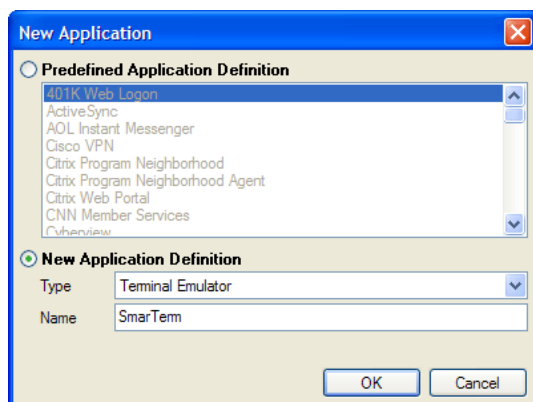 New Application
Predefined Application Definition
401K Web Logon
ActiveSync
AOL Instant Messenger
Cisco VPN
Citrix Program Neighborhood
Citrix Program Neighborhood Agent
Citrix Web Portal
CNN Member Services
Cyberview
New Application Definition
Type Terminal Emulator
Name SmarTerm
OK Cancel